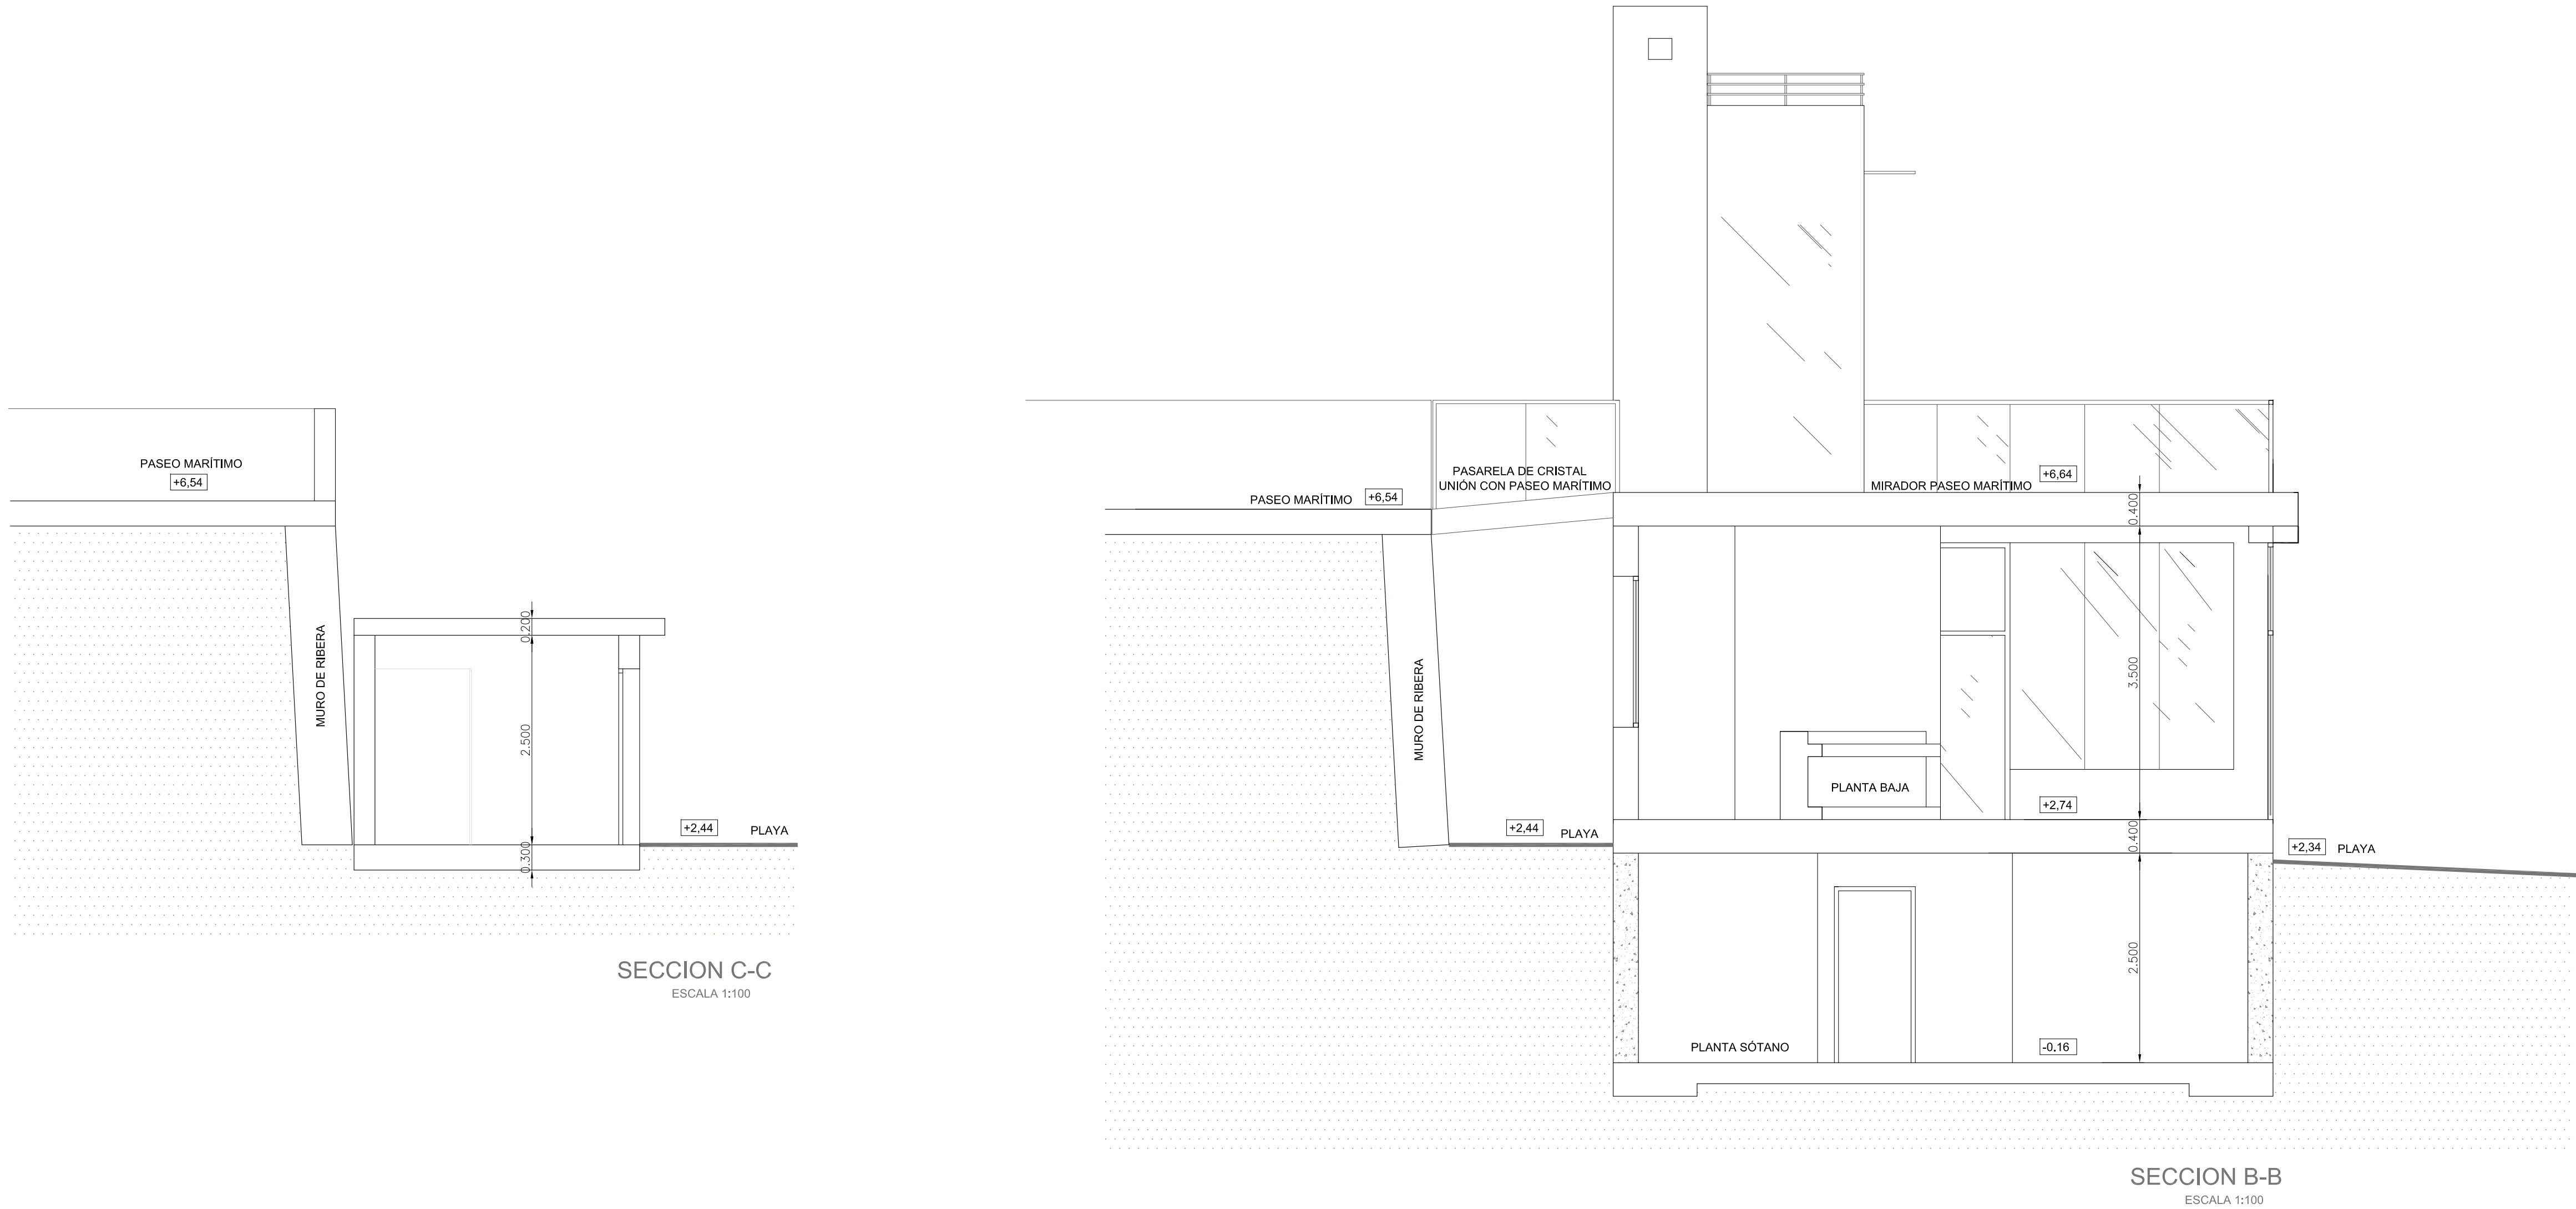 PASEO MARÍTIMO
+6,54
MURO DE RIBERA
0.200
2.500
0.300
+2,44
PLAYA
SECCION C-C
ESCALA 1:100
PASEO MARÍTIMO
+6,54
PASARELA DE CRISTAL
UNIÓN CON PASEO MARÍTIMO
MIRADOR PASEO MARÍTIMO
+6,64
0.400
MURO DE RIBERA
3.500
PLANTA BAJA
+2,74
+2,44
PLAYA
0.400
+2,34
PLAYA
2.500
PLANTA SÓTANO
-0.16
SECCION B-B
ESCALA 1:100